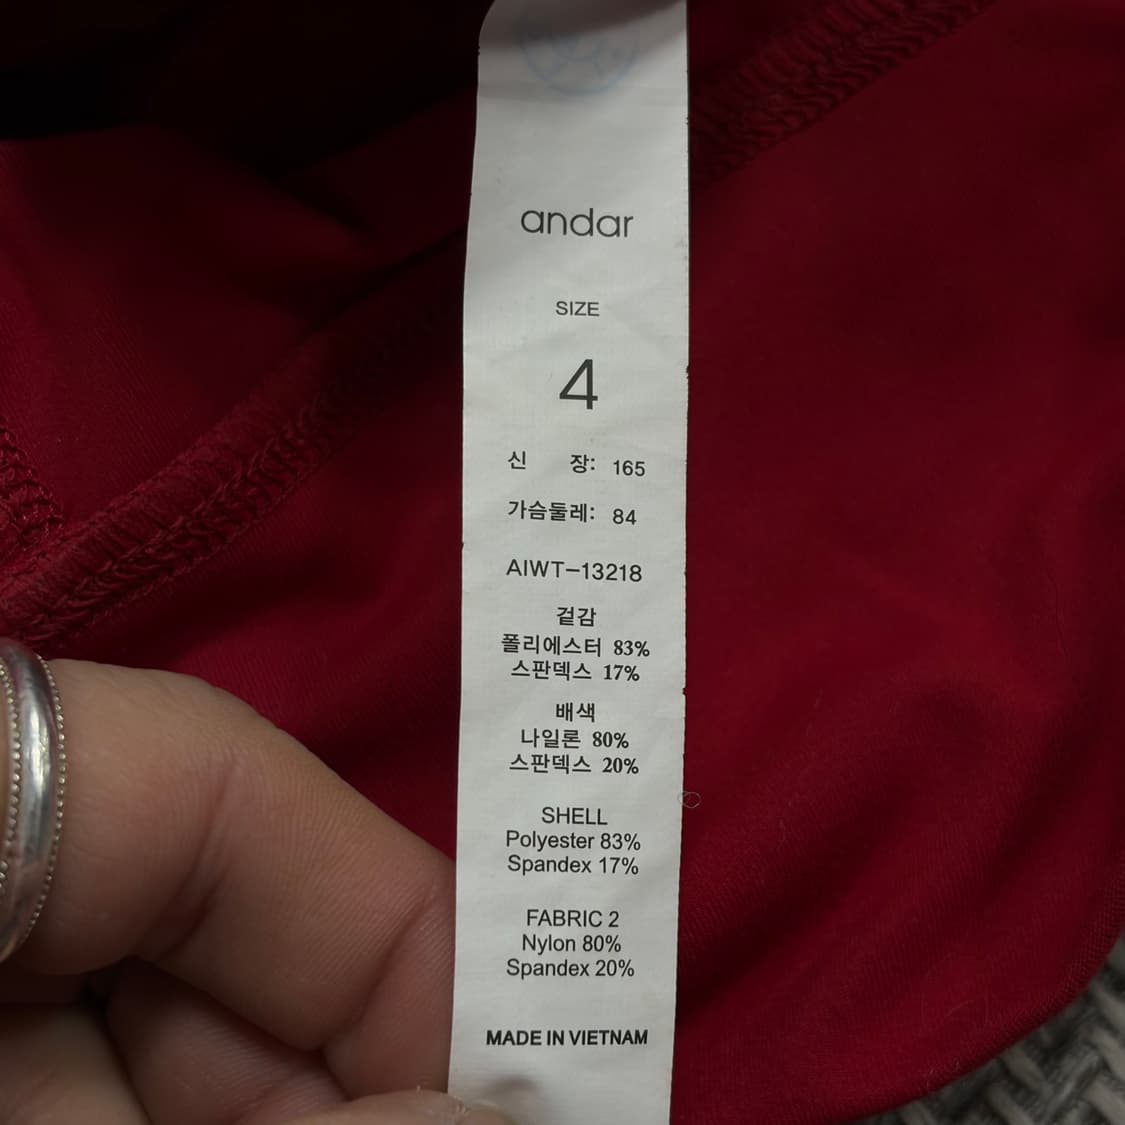 andar
SIZE
4
신 장: 165
가슴둘레: 84
AIWT-13218
겉감
폴리에스터 83%
스판덱스 17%
배색
나일론 80%
스판덱스 20%
SHELL
Polyester 83%
Spandex 17%
FABRIC 2
Nylon 80%
Spandex 20%
MADE IN VIETNAM